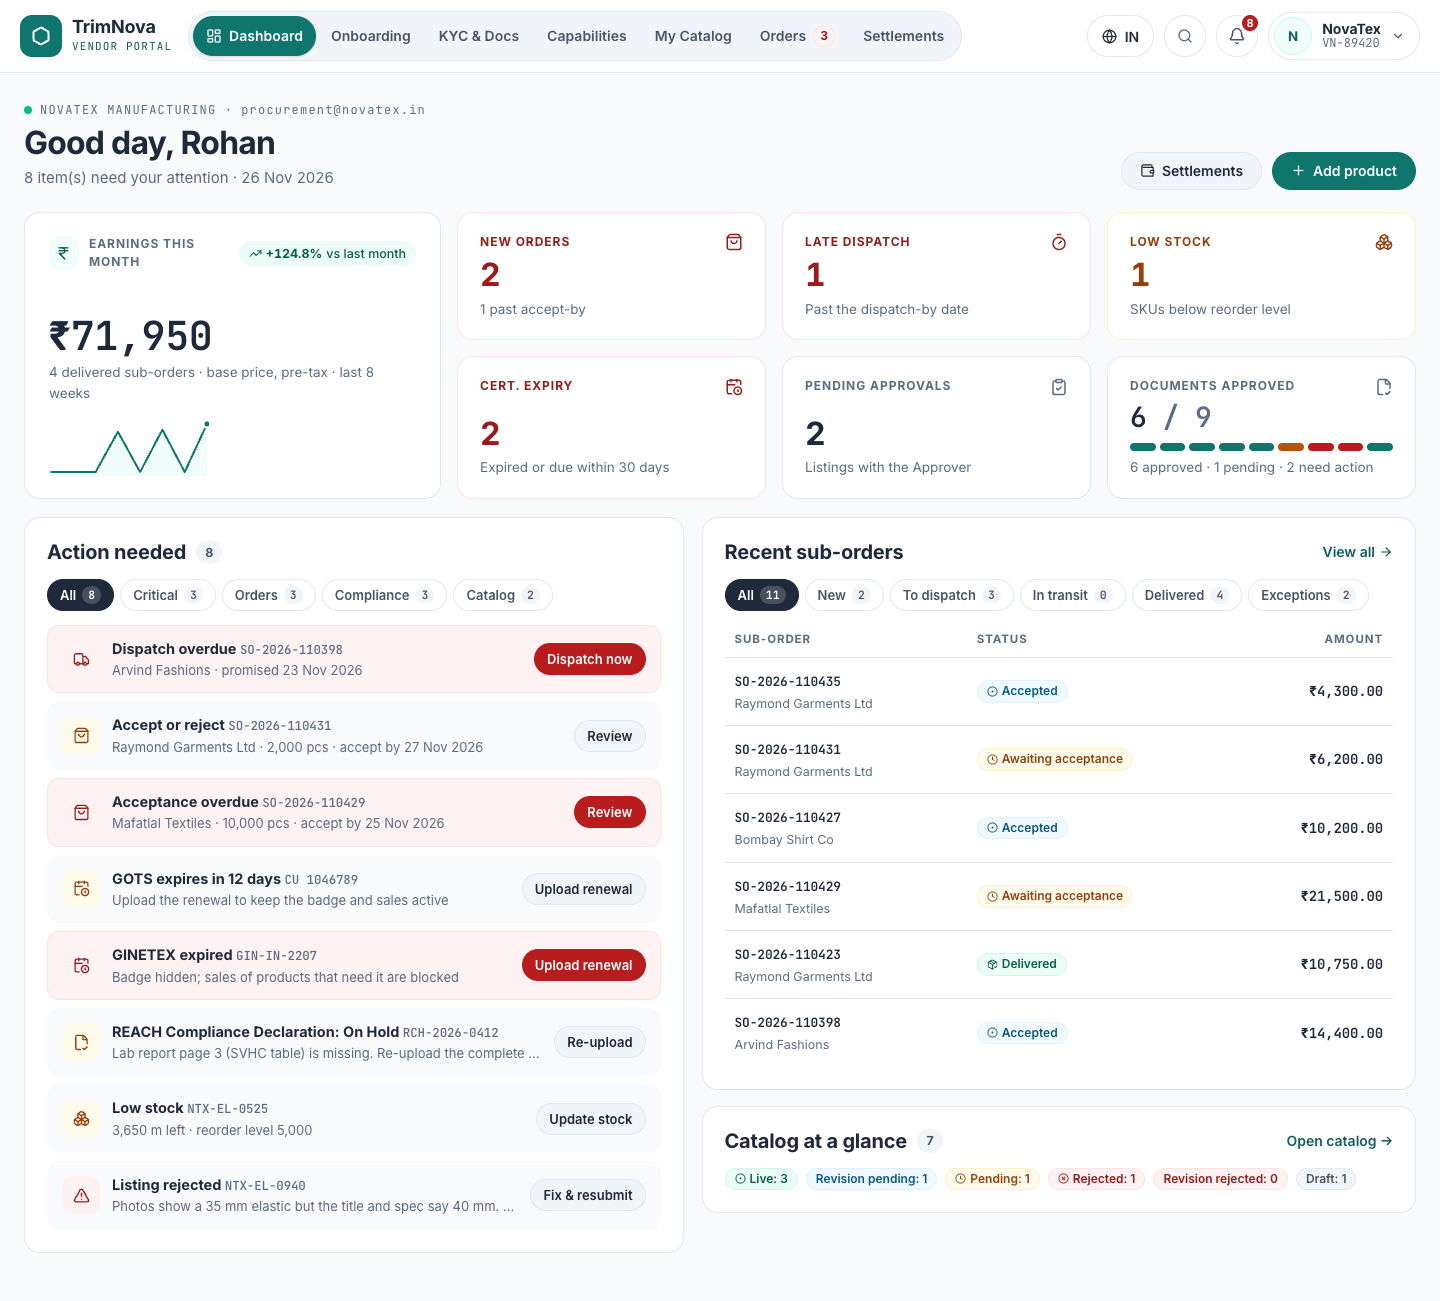 TrimNova
VENDOR PORTAL
Dashboard
Onboarding
KYC & Docs
Capabilities
My Catalog
Orders 3
Settlements
IN
8
N
NovaTex
VN-89420
NOVATEX MANUFACTURING · procurement@novatex.in
Good day, Rohan
8 item(s) need your attention · 26 Nov 2026
Settlements
+ Add product
₹
EARNINGS THIS
MONTH
+124.8% vs last month
₹71,950
4 delivered sub-orders · base price, pre-tax · last 8
weeks
NEW ORDERS
2
1 past accept-by
LATE DISPATCH
1
Past the dispatch-by date
LOW STOCK
1
SKUs below reorder level
CERT. EXPIRY
2
Expired or due within 30 days
PENDING APPROVALS
2
Listings with the Approver
DOCUMENTS APPROVED
6 / 9
6 approved · 1 pending · 2 need action
Action needed 8
All 8
Critical 3
Orders 3
Compliance 3
Catalog 2
Dispatch overdue SO-2026-110398
Arvind Fashions · promised 23 Nov 2026
Dispatch now
Accept or reject SO-2026-110431
Raymond Garments Ltd · 2,000 pcs · accept by 27 Nov 2026
Review
Acceptance overdue SO-2026-110429
Mafatlal Textiles · 10,000 pcs · accept by 25 Nov 2026
Review
GOTS expires in 12 days CU 1046789
Upload the renewal to keep the badge and sales active
Upload renewal
GINETEX expired GIN-IN-2207
Badge hidden; sales of products that need it are blocked
Upload renewal
REACH Compliance Declaration: On Hold RCH-2026-0412
Lab report page 3 (SVHC table) is missing. Re-upload the complete ...
Re-upload
Low stock NTX-EL-0525
3,650 m left · reorder level 5,000
Update stock
Listing rejected NTX-EL-0940
Photos show a 35 mm elastic but the title and spec say 40 mm. ...
Fix & resubmit
Recent sub-orders
View all →
All 11
New 2
To dispatch 3
In transit 0
Delivered 4
Exceptions 2
SUB-ORDER STATUS AMOUNT
SO-2026-110435
Raymond Garments Ltd
Accepted
₹4,300.00
SO-2026-110431
Raymond Garments Ltd
Awaiting acceptance
₹6,200.00
SO-2026-110427
Bombay Shirt Co
Accepted
₹10,200.00
SO-2026-110429
Mafatlal Textiles
Awaiting acceptance
₹21,500.00
SO-2026-110423
Raymond Garments Ltd
Delivered
₹10,750.00
SO-2026-110398
Arvind Fashions
Accepted
₹14,400.00
Catalog at a glance 7
Open catalog →
Live: 3
Revision pending: 1
Pending: 1
Rejected: 1
Revision rejected: 0
Draft: 1